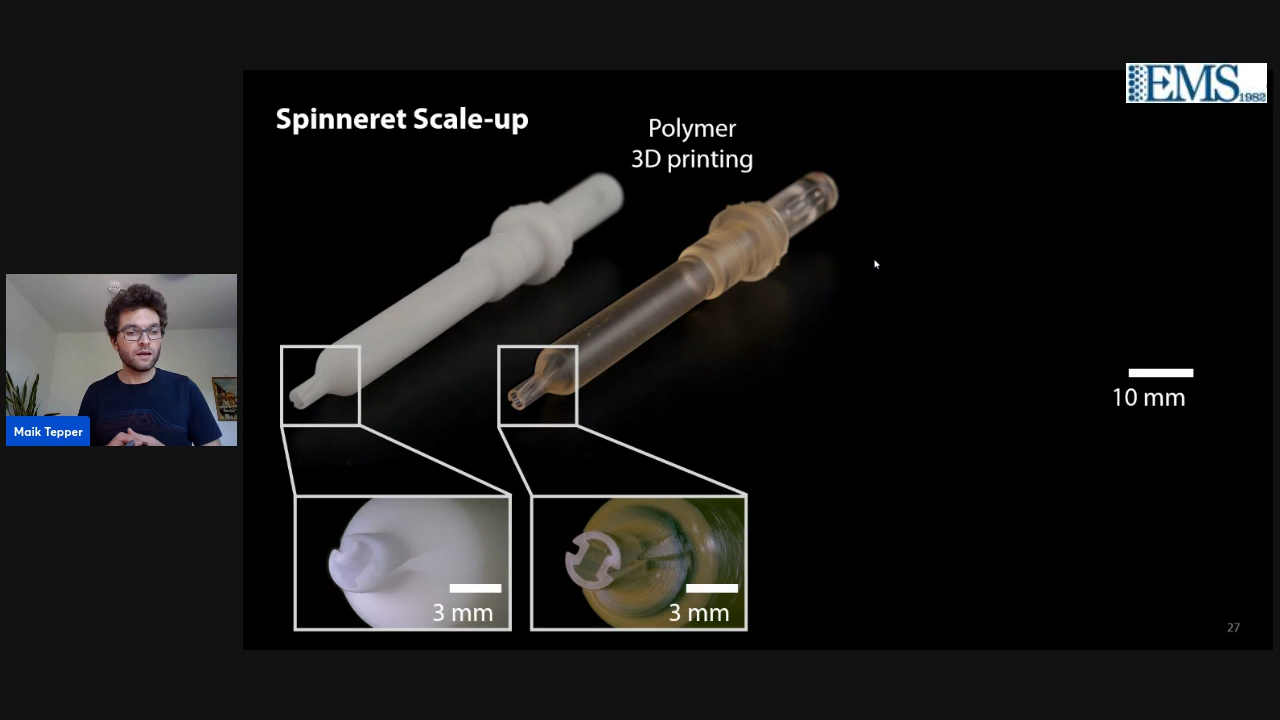 EMS 1982
Spinneret Scale-up
Polymer
3D printing
10 mm
Maik Tepper
3 mm
3 mm
27